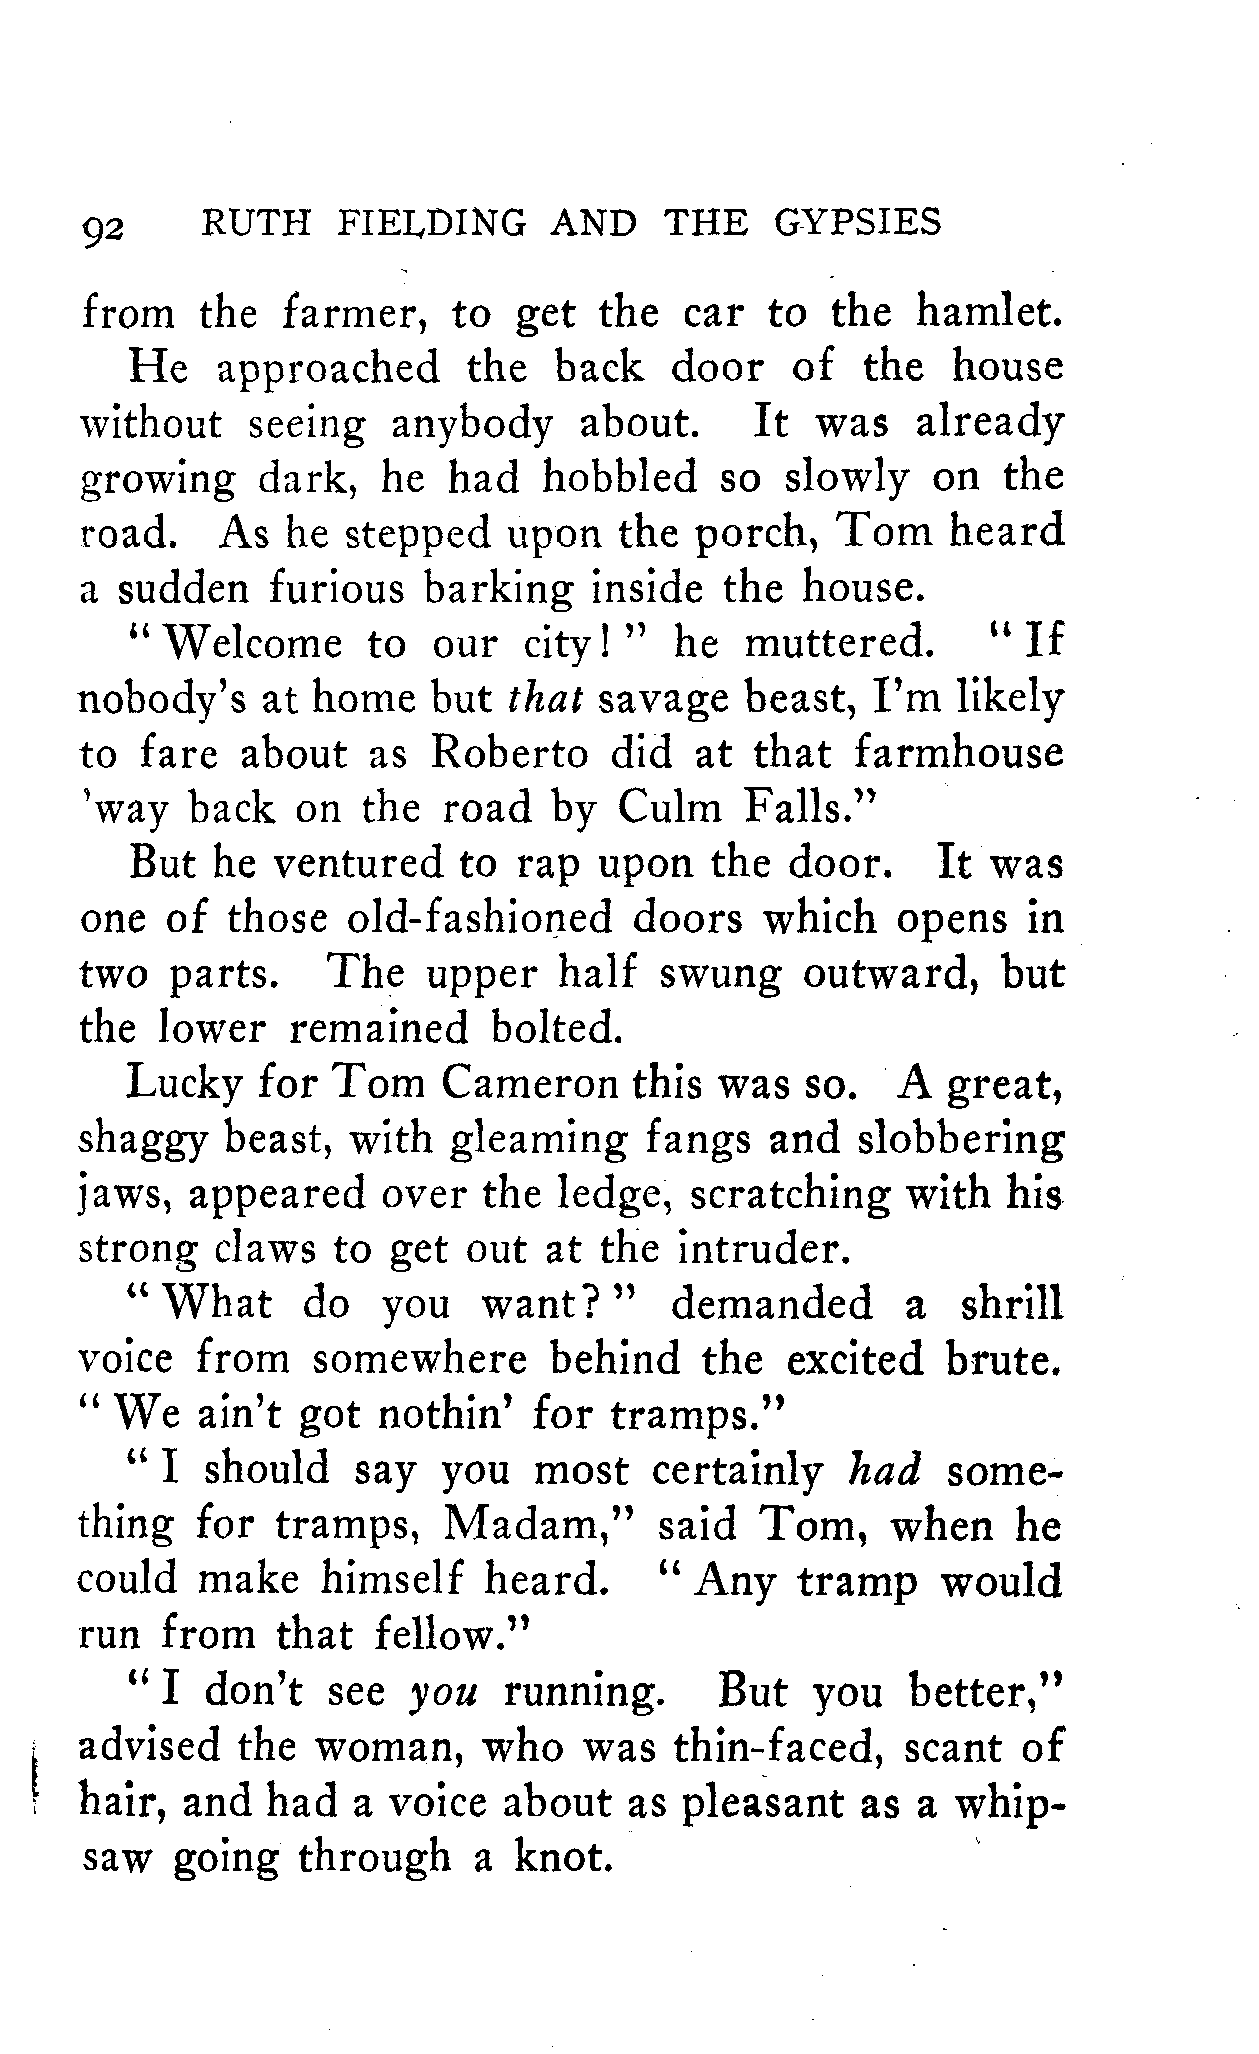 92 RUTH FIELDING AND THE GYPSIES
from the farmer, to get the car to the hamlet.
He approached the back door of the house
without seeing anybody about. It was already
growing dark, he had hobbled so slowly on the
road. As he stepped upon the porch, Tom heard
a sudden furious barking inside the house.
" Welcome to our city! " he muttered. " If
nobody's at home but that savage beast, I'm likely
to fare about as Roberto did at that farmhouse
'way back on the road by Culm Falls."
But he ventured to rap upon the door. It was
one of those old-fashioned doors which opens in
two parts. The upper half swung outward, but
the lower remained bolted.
Lucky for Tom Cameron this was so. A great,
shaggy beast, with gleaming fangs and slobbering
jaws, appeared over the ledge, scratching with his
strong claws to get out at the intruder.
" What do you want? " demanded a shrill
voice from somewhere behind the excited brute.
" We ain't got nothin' for tramps."
" I should say you most certainly had some-
thing for tramps, Madam," said Tom, when he
could make himself heard. " Any tramp would
run from that fellow."
" I don't see you running. But you better,"
advised the woman, who was thin-faced, scant of
hair, and had a voice about as pleasant as a whip-
saw going through a knot.